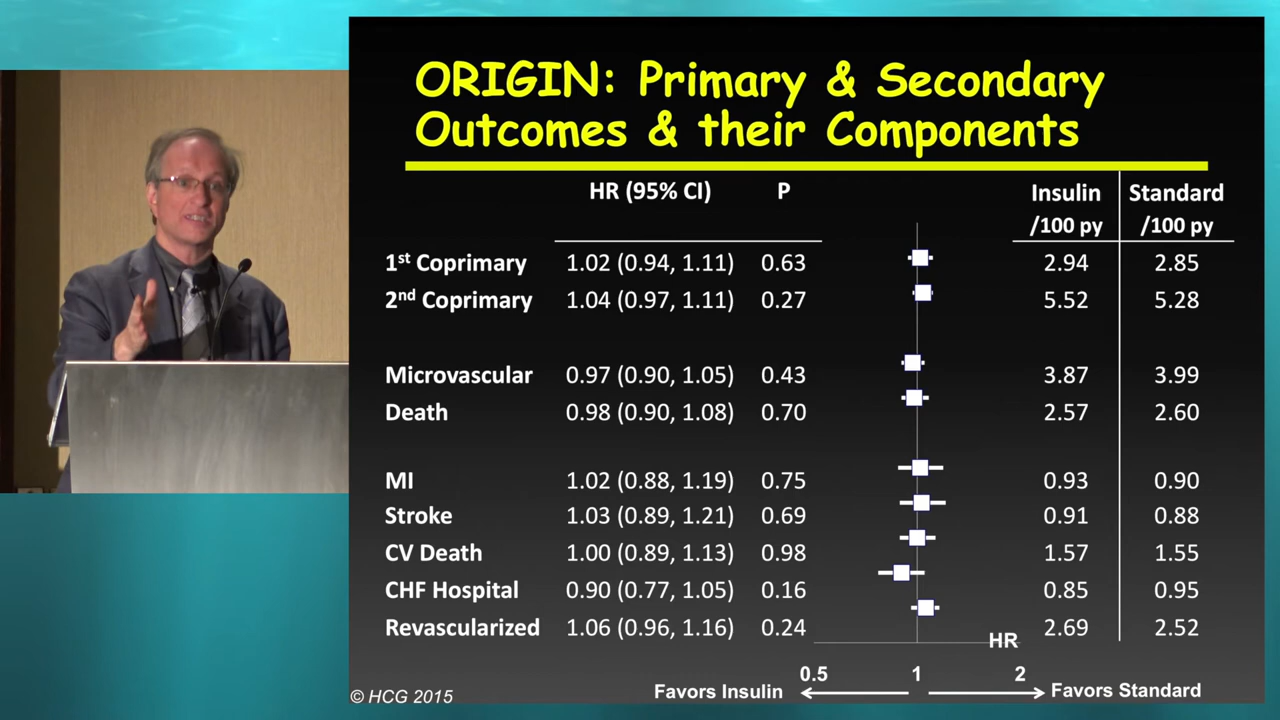 ORIGIN: Primary & Secondary
Outcomes & their Components
HR (95% CI) P Insulin /100 py Standard /100 py
1st Coprimary 1.02 (0.94, 1.11) 0.63 2.94 2.85
2nd Coprimary 1.04 (0.97, 1.11) 0.27 5.52 5.28
Microvascular 0.97 (0.90, 1.05) 0.43 3.87 3.99
Death 0.98 (0.90, 1.08) 0.70 2.57 2.60
MI 1.02 (0.88, 1.19) 0.75 0.93 0.90
Stroke 1.03 (0.89, 1.21) 0.69 0.91 0.88
CV Death 1.00 (0.89, 1.13) 0.98 1.57 1.55
CHF Hospital 0.90 (0.77, 1.05) 0.16 0.85 0.95
Revascularized 1.06 (0.96, 1.16) 0.24 2.69 2.52
HR
0.5 1 2
Favors Insulin Favors Standard
© HCG 2015